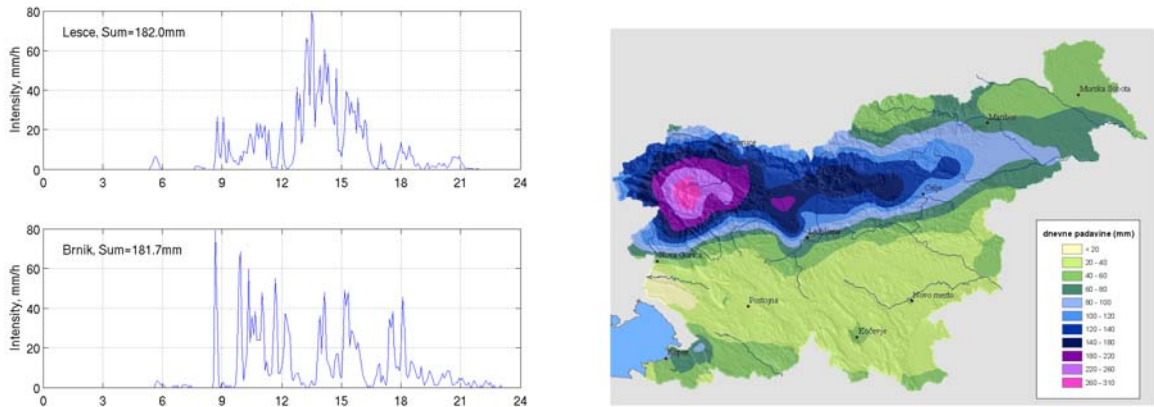 80
Lesce, Sum=182.0mm
60
40
20
0
Intensity, mm/h
0 3 6 9 12 15 18 21 24
80
Brnik, Sum=181.7mm
60
40
20
0
Intensity, mm/h
0 3 6 9 12 15 18 21 24
Murska Sobota
Maribor
Celje
Ljubljana
Nova Gorica
Postojna
Novo mesto
Kočevje
dnevne padavine (mm)
< 20
20 - 40
40 - 60
60 - 80
80 - 100
100 - 120
120 - 140
140 - 180
180 - 220
220 - 260
260 - 310